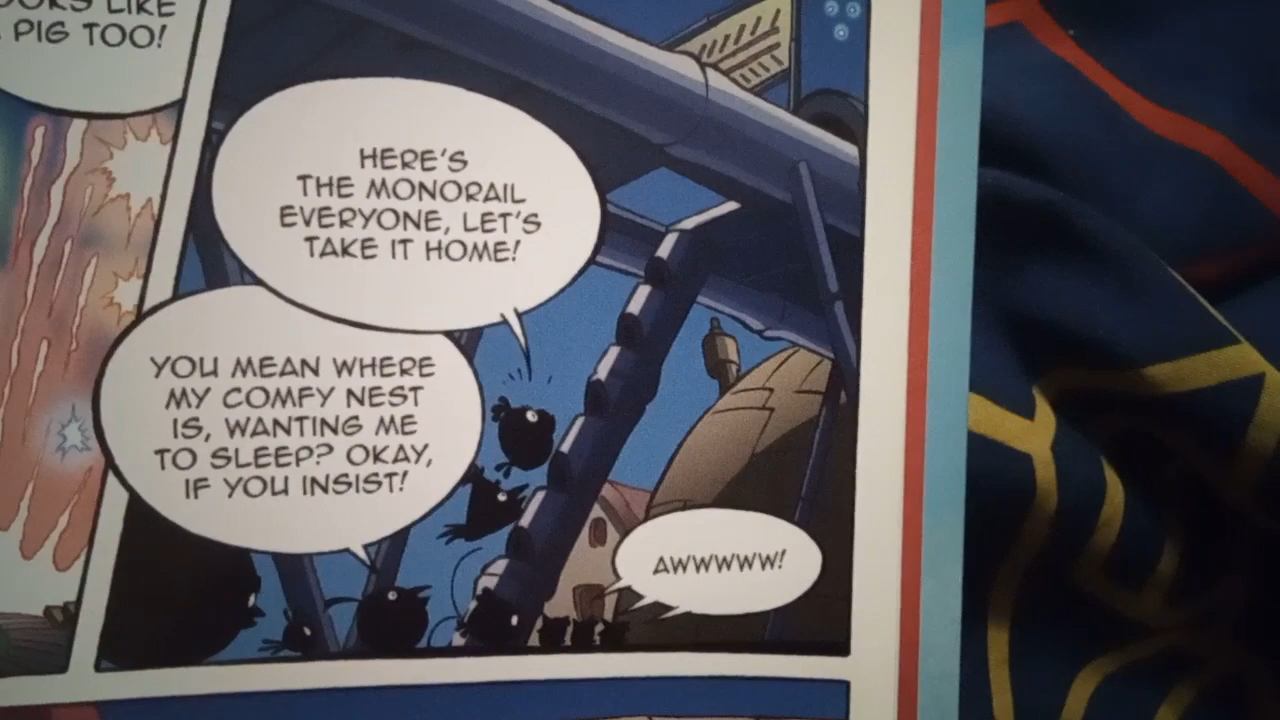 LIKE
PIG TOO!
HERE'S
THE MONORAIL
EVERYONE, LET'S
TAKE IT HOME!
YOU MEAN WHERE
MY COMFY NEST
IS, WANTING ME
TO SLEEP? OKAY,
IF YOU INSIST!
AWWWWW!